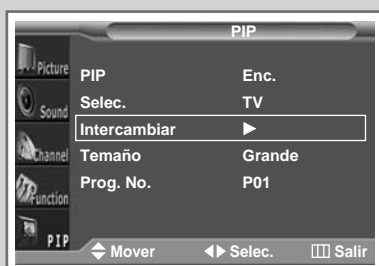 PIP
Picture
Sound
Channel
Function
PIP
PIP Enc.
Selec. TV
Intercambiar ▶
Temaño Grande
Prog. No. P01
Mover Selec. Salir